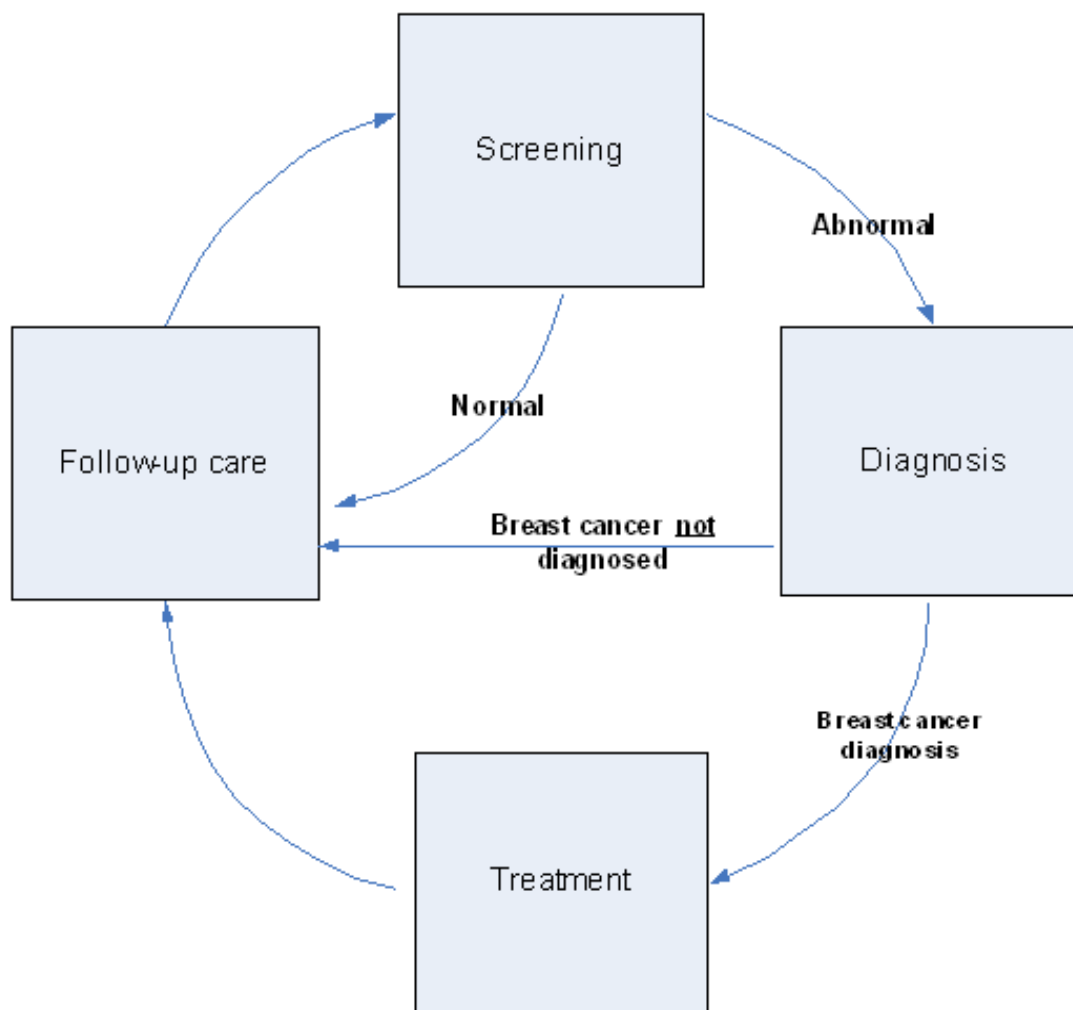 Screening
Abnormal
Normal
Follow-up care
Diagnosis
Breast cancer not
diagnosed
Breast cancer
diagnosis
Treatment